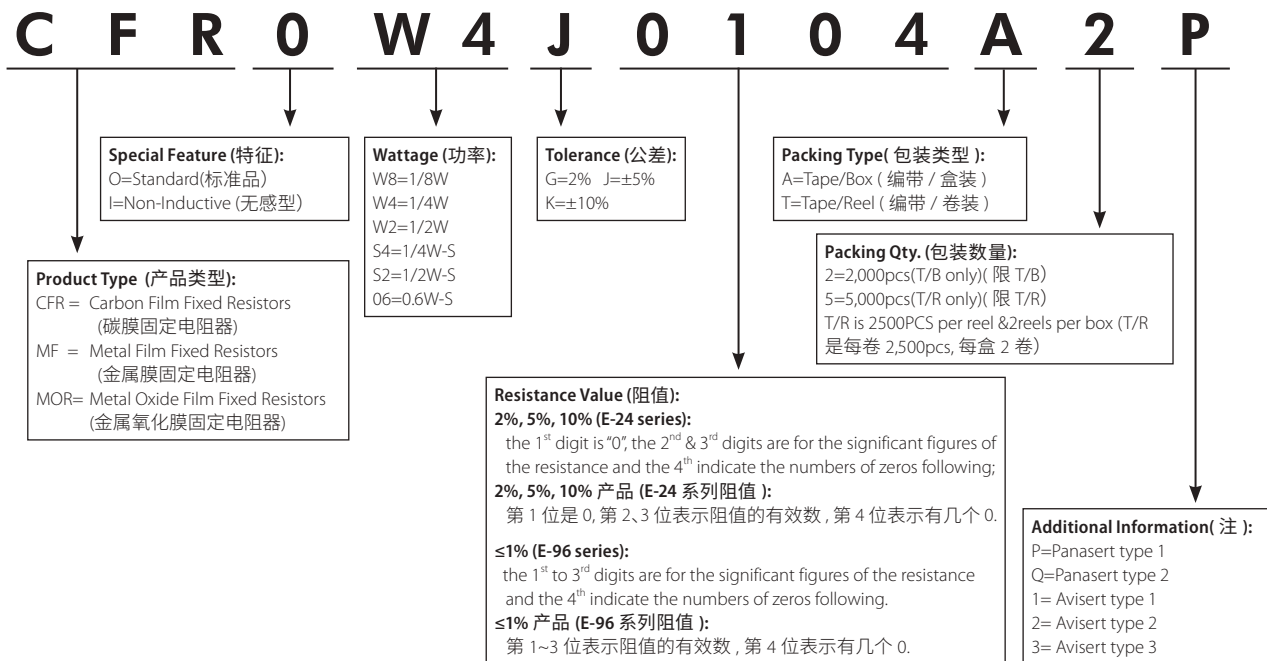 C F R 0 W 4 J 0 1 0 4 A 2 P
Special Feature (特征):
O=Standard(标准品)
I=Non-Inductive (无感型)
Wattage (功率):
W8=1/8W
W4=1/4W
W2=1/2W
S4=1/4W-S
S2=1/2W-S
06=0.6W-S
Tolerance (公差):
G=2% J=±5%
K=±10%
Packing Type( 包装类型 ):
A=Tape/Box ( 编带 / 盒装 )
T=Tape/Reel ( 编带 / 卷装 )
Packing Qty. (包装数量):
2=2,000pcs(T/B only)( 限 T/B)
5=5,000pcs(T/R only)( 限 T/R)
T/R is 2500PCS per reel &2reels per box (T/R
是每卷 2,500pcs, 每盒 2 卷)
Product Type (产品类型):
CFR = Carbon Film Fixed Resistors
(碳膜固定电阻器)
MF = Metal Film Fixed Resistors
(金属膜固定电阻器)
MOR= Metal Oxide Film Fixed Resistors
(金属氧化膜固定电阻器)
Resistance Value (阻值):
2%, 5%, 10% (E-24 series):
the 1st digit is "0", the 2nd & 3rd digits are for the significant figures of
the resistance and the 4th indicate the numbers of zeros following;
2%, 5%, 10% 产品 (E-24 系列阻值 ):
第 1 位是 0, 第 2、3 位表示阻值的有效数 , 第 4 位表示有几个 0.
≤1% (E-96 series):
the 1st to 3rd digits are for the significant figures of the resistance
and the 4th indicate the numbers of zeros following.
≤1% 产品 (E-96 系列阻值 ):
第 1~3 位表示阻值的有效数 , 第 4 位表示有几个 0.
Additional Information( 注 ):
P=Panasert type 1
Q=Panasert type 2
1= Avisert type 1
2= Avisert type 2
3= Avisert type 3